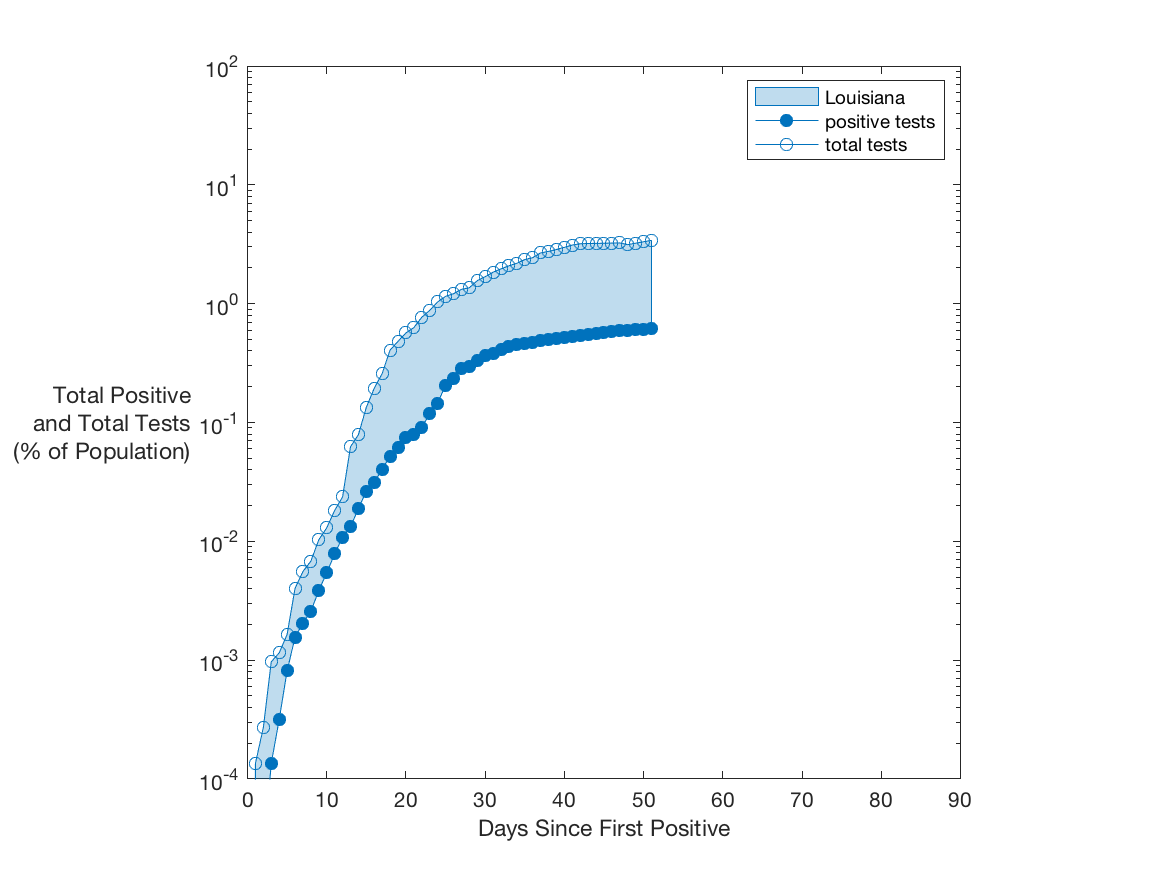 10^2
10^1
10^0
10^-1
10^-2
10^-3
10^-4
Total Positive
and Total Tests
(% of Population)
Louisiana
positive tests
total tests
0 10 20 30 40 50 60 70 80 90
Days Since First Positive